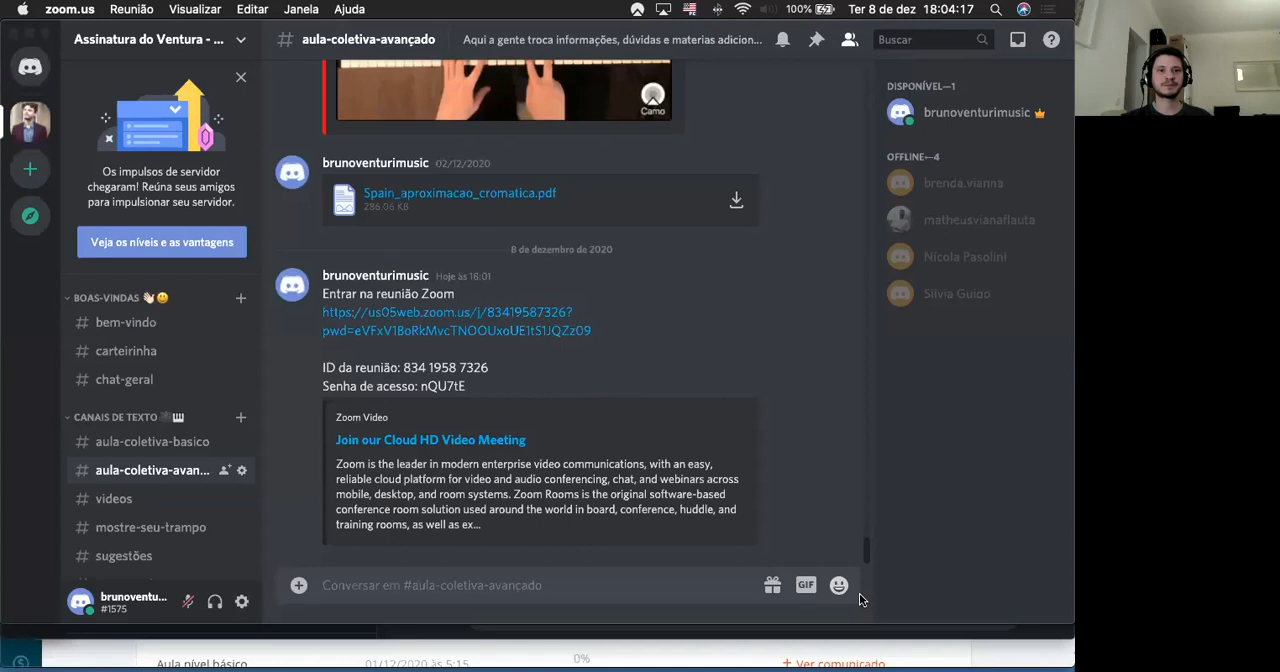 zoom.us Reunião Visualizar Editar Janela Ajuda 100% Ter 8 de dez 18:04:17
Assinatura do Ventura - ...
# aula-coletiva-avançado Aqui a gente troca informações, dúvidas e materias adicion... Buscar
Os impulsos de servidor
chegaram! Reúna seus amigos
para impulsionar seu servidor.
Veja os níveis e as vantagens
BOAS-VINDAS 👋🏻😃
# bem-vindo
# carteirinha
# chat-geral
CANAIS DE TEXTO 🎹
# aula-coletiva-basico
# aula-coletiva-avan...
# videos
# mostre-seu-trampo
# sugestões
brunoventu...
#1575
Camo
brunoventurimusic 02/12/2020
Spain_aproximacao_cromatica.pdf
286.06 KB
8 de dezembro de 2020
brunoventurimusic Hoje às 18:01
Entrar na reunião Zoom
https://us05web.zoom.us/j/83419587326?
pwd=eVFxV1BoRkMvcTNOOUxoUE1tS1JQZz09
ID da reunião: 834 1958 7326
Senha de acesso: nQU7tE
Zoom Video
Join our Cloud HD Video Meeting
Zoom is the leader in modern enterprise video communications, with an easy,
reliable cloud platform for video and audio conferencing, chat, and webinars across
mobile, desktop, and room systems. Zoom Rooms is the original software-based
conference room solution used around the world in board, conference, huddle, and
training rooms, as well as ex...
Conversar em #aula-coletiva-avançado
GIF
DISPONÍVEL—1
brunoventurimusic
OFFLINE—4
brenda.vianna
matheusvianaflauta
Nicola Pasolini
Silvia Guido
Aula nível básico 01/12/2020 às 5:15 0% + Ver comunicado